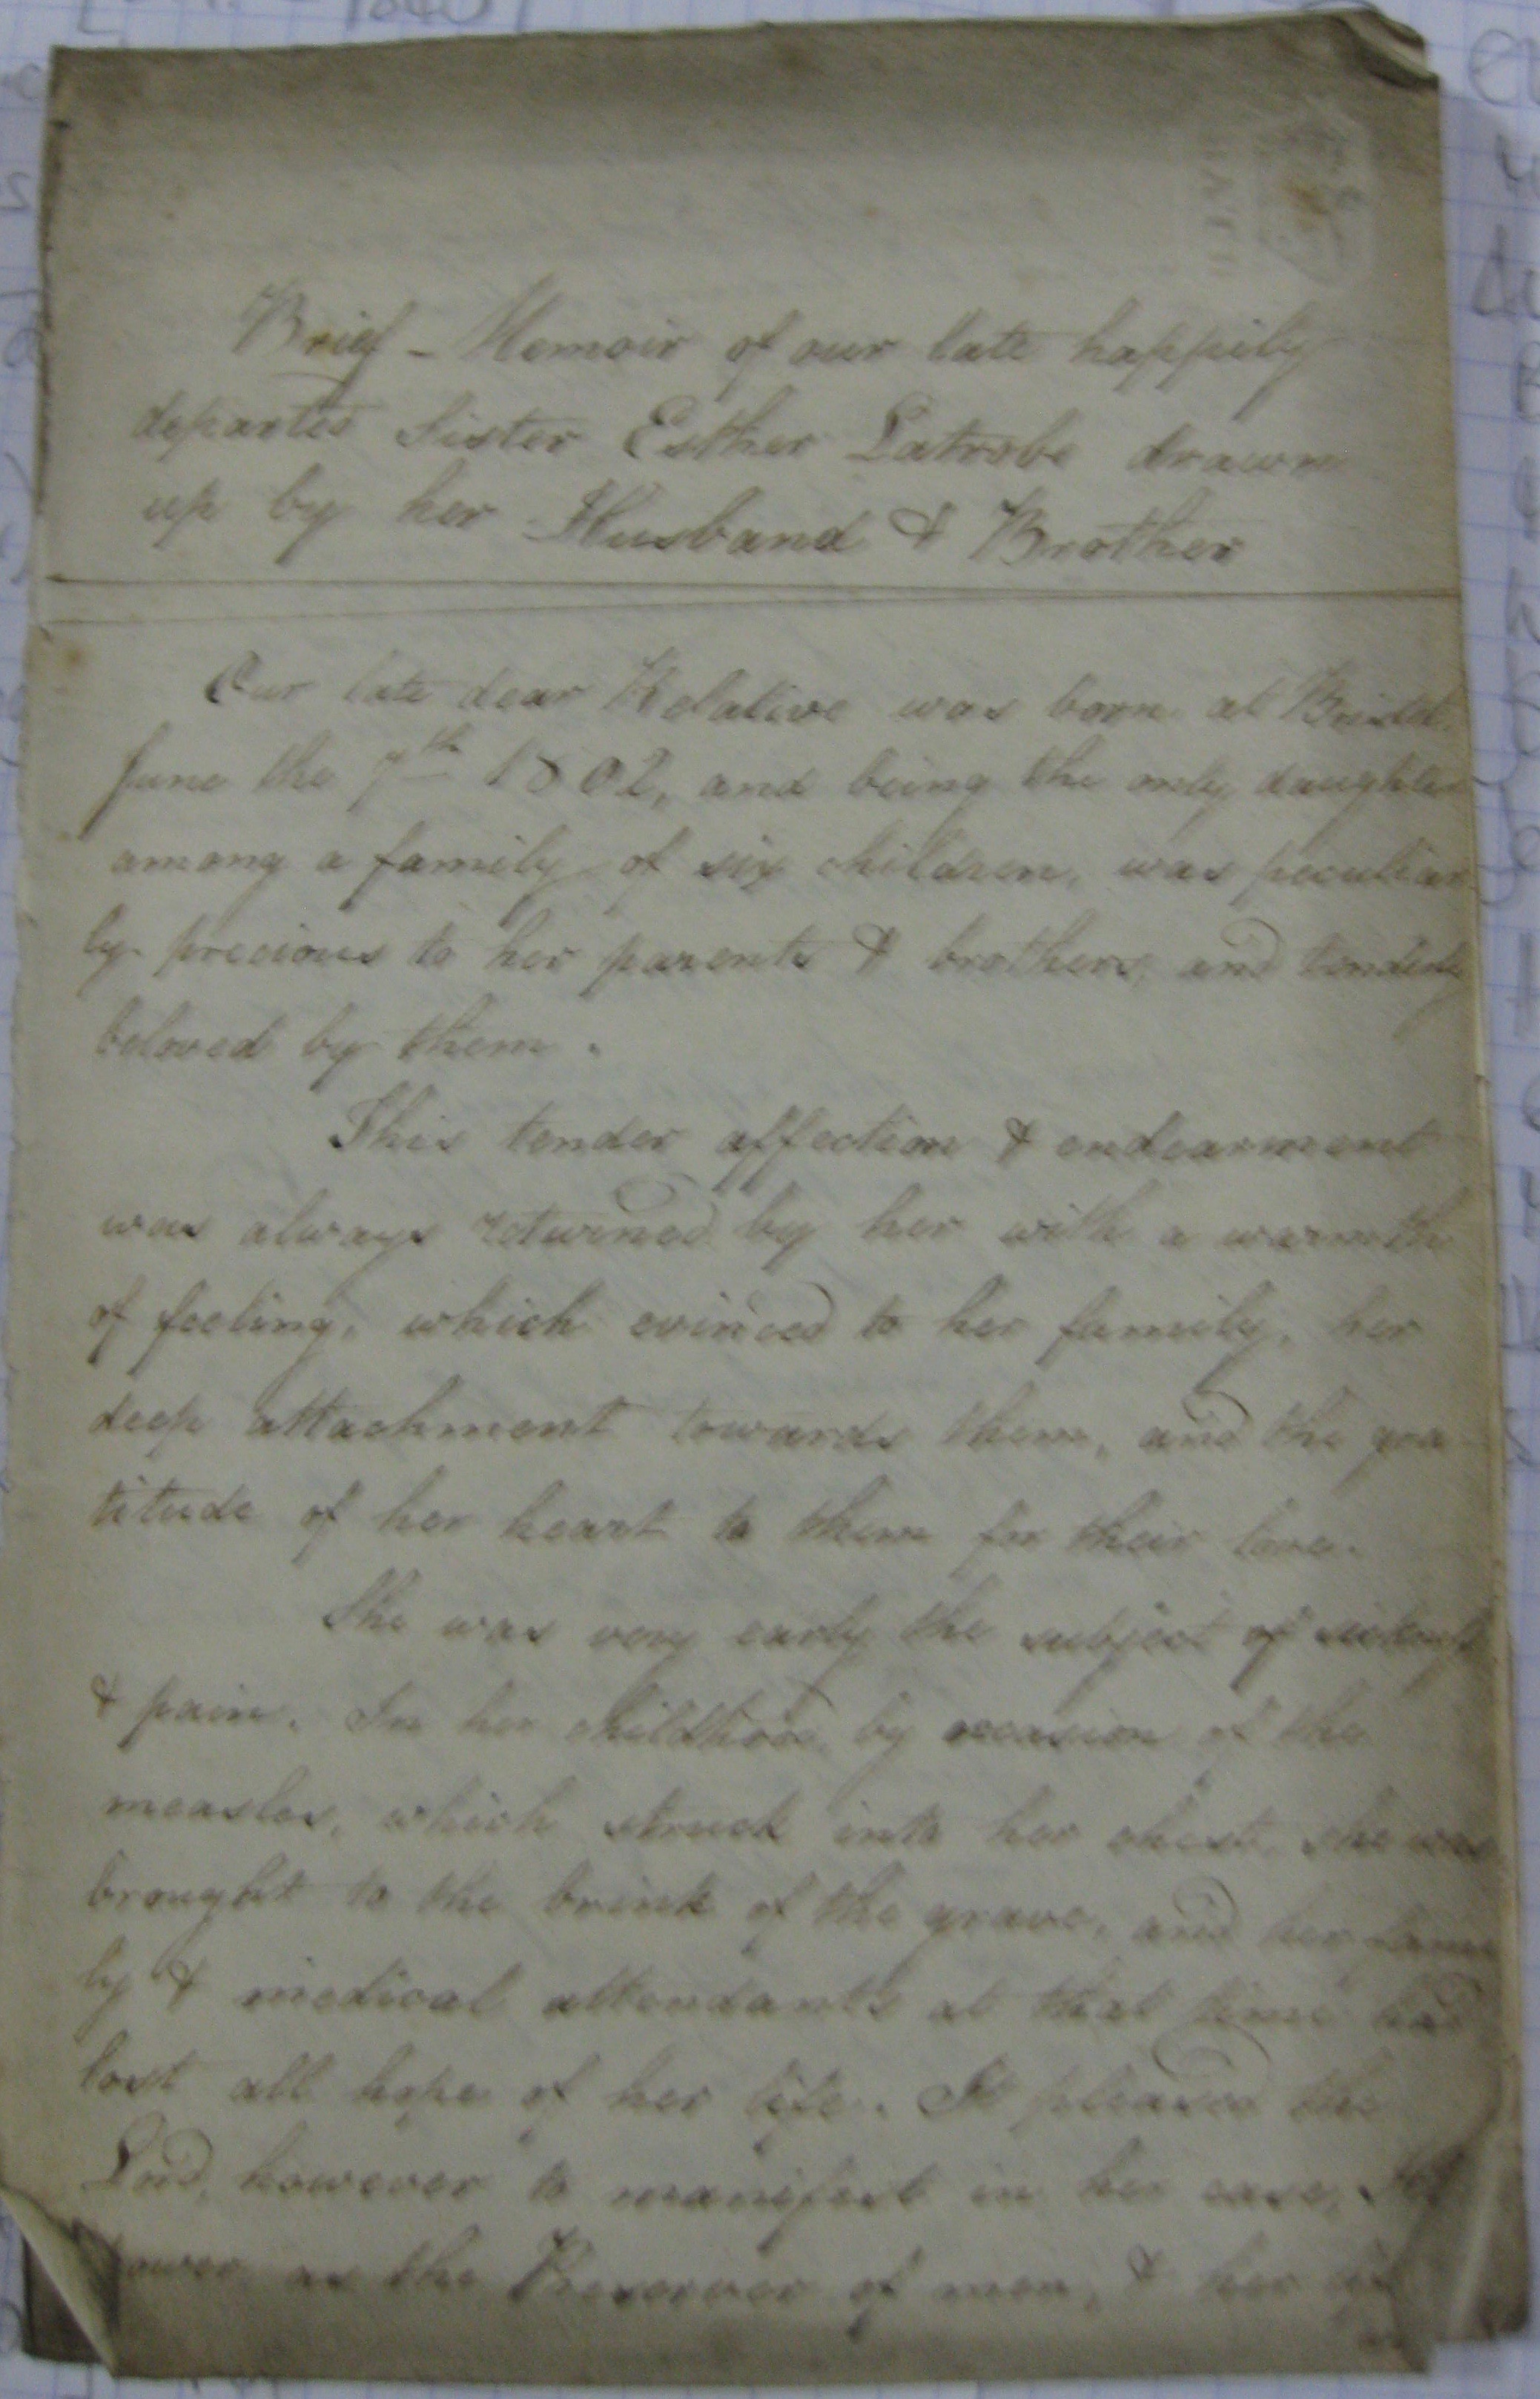 Brief - Memoir of our late happily
departed Sister Esther Latrobe drawn
up by her Husband & Brother
Our late dear Relative was born at Bristol
June the 7th 1802, and being the only daughter
among a family of six children, was peculiar
ly precious to her parents & brothers, and tenderly
beloved by them.
This tender affection & endearment
was always returned by her with a warmth
of feeling, which evinced to her family, her
deep attachment towards them, and the gra
titude of her heart to them for their love.
She was very early the subject of sickness
& pain. In her childhood, by occasion of the
measles, which struck into her chest, she was
brought to the brink of the grave, and her fami
ly & medical attendants at that time had
lost all hope of her life. It pleased the
Lord, however to manifest in her case, His
power as the Preserver of men, & her